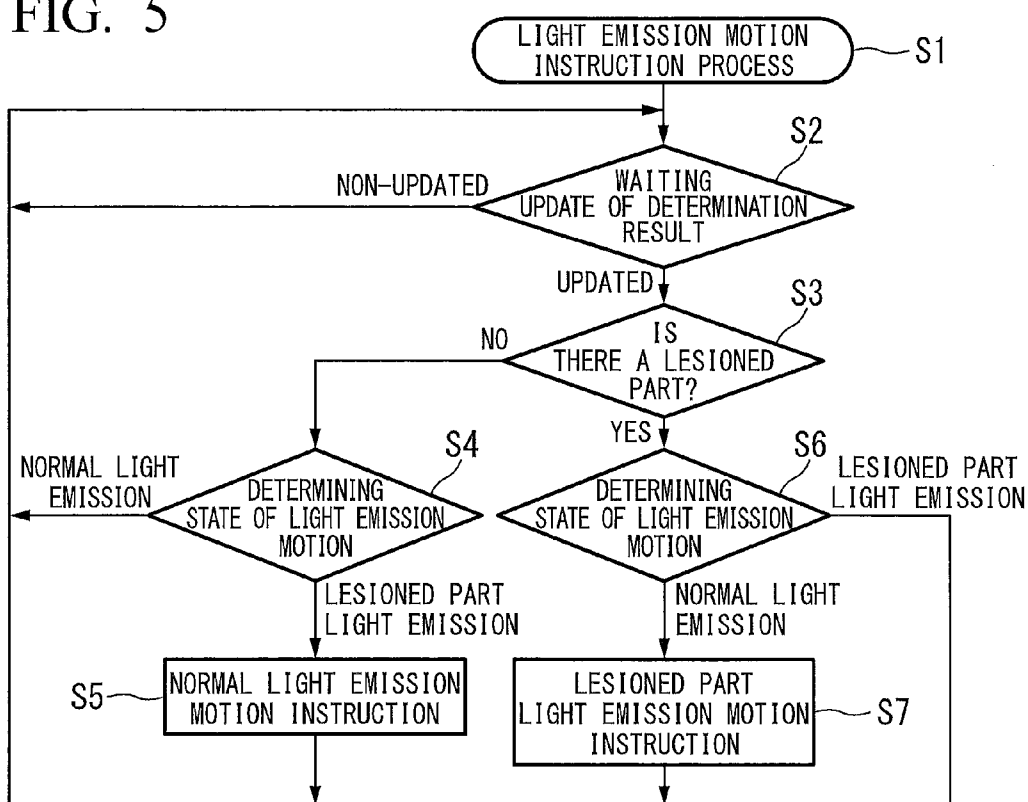 FIG. 5
LIGHT EMISSION MOTION
INSTRUCTION PROCESS
S1
S2
WAITING
UPDATE OF DETERMINATION
RESULT
NON-UPDATED
UPDATED
S3
IS
THERE A LESIONED
PART?
NO
YES
S4
DETERMINING
STATE OF LIGHT EMISSION
MOTION
NORMAL LIGHT
EMISSION
LESIONED PART
LIGHT EMISSION
S6
DETERMINING
STATE OF LIGHT EMISSION
MOTION
LESIONED PART
LIGHT EMISSION
NORMAL LIGHT
EMISSION
S5
NORMAL LIGHT EMISSION
MOTION INSTRUCTION
LESIONED PART
LIGHT EMISSION MOTION
INSTRUCTION
S7